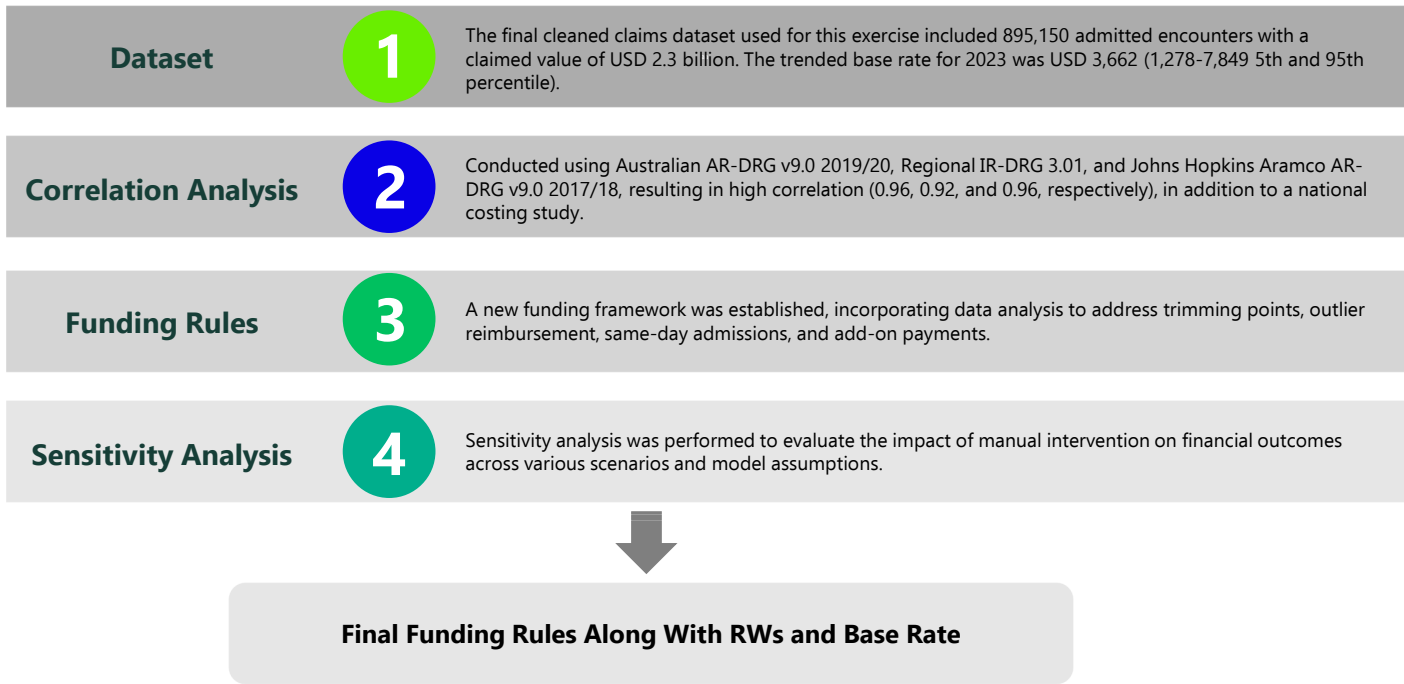 Dataset
1
The final cleaned claims dataset used for this exercise included 895,150 admitted encounters with a
claimed value of USD 2.3 billion. The trended base rate for 2023 was USD 3,662 (1,278-7,849 5th and 95th
percentile).
Correlation Analysis
2
Conducted using Australian AR-DRG v9.0 2019/20, Regional IR-DRG 3.01, and Johns Hopkins Aramco AR-
DRG v9.0 2017/18, resulting in high correlation (0.96, 0.92, and 0.96, respectively), in addition to a national
costing study.
Funding Rules
3
A new funding framework was established, incorporating data analysis to address trimming points, outlier
reimbursement, same-day admissions, and add-on payments.
Sensitivity Analysis
4
Sensitivity analysis was performed to evaluate the impact of manual intervention on financial outcomes
across various scenarios and model assumptions.
Final Funding Rules Along With RWs and Base Rate